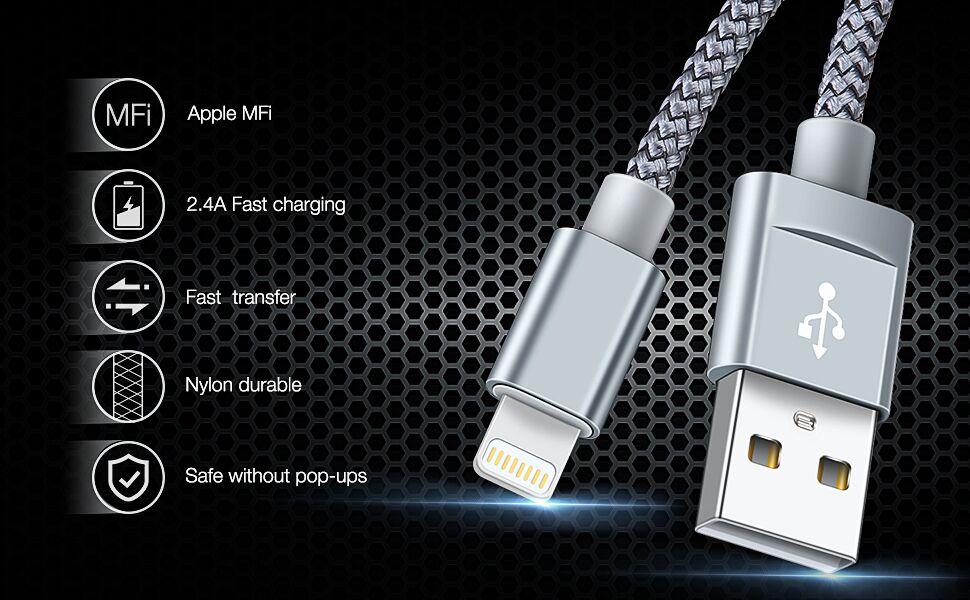 MFi Apple MFi
2.4A Fast charging
Fast transfer
Nylon durable
Safe without pop-ups